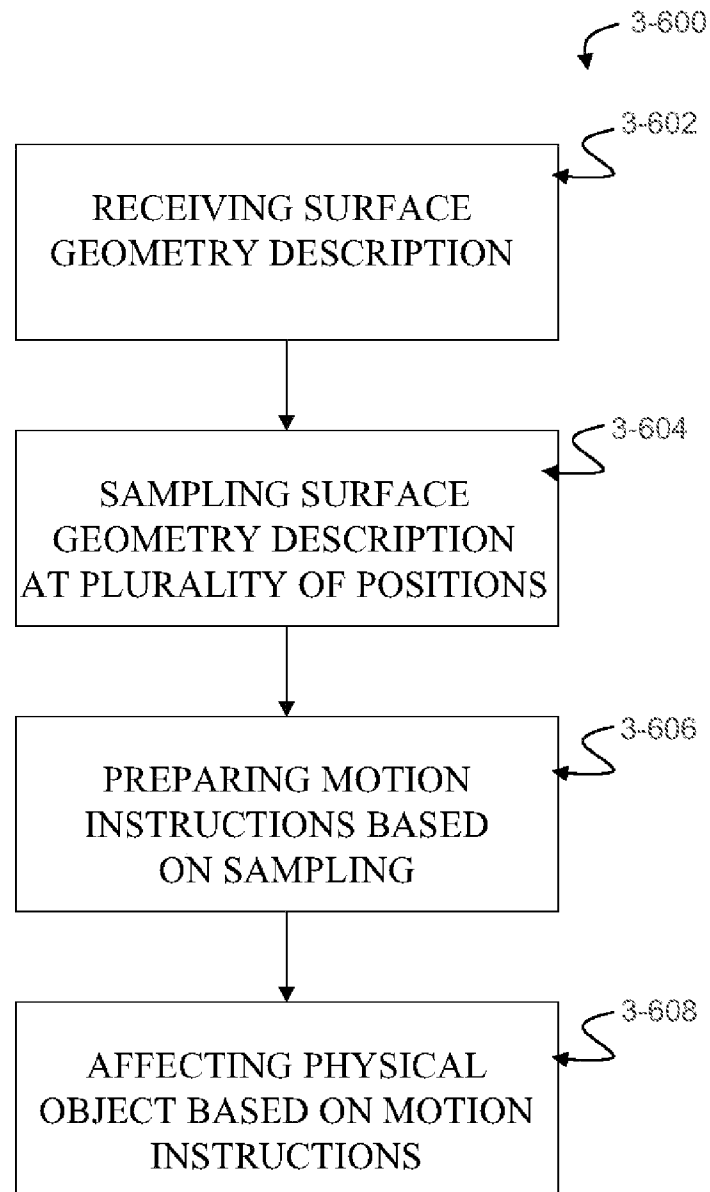 3-600
3-602
RECEIVING SURFACE
GEOMETRY DESCRIPTION
3-604
SAMPLING SURFACE
GEOMETRY DESCRIPTION
AT PLURALITY OF POSITIONS
3-606
PREPARING MOTION
INSTRUCTIONS BASED
ON SAMPLING
3-608
AFFECTING PHYSICAL
OBJECT BASED ON MOTION
INSTRUCTIONS